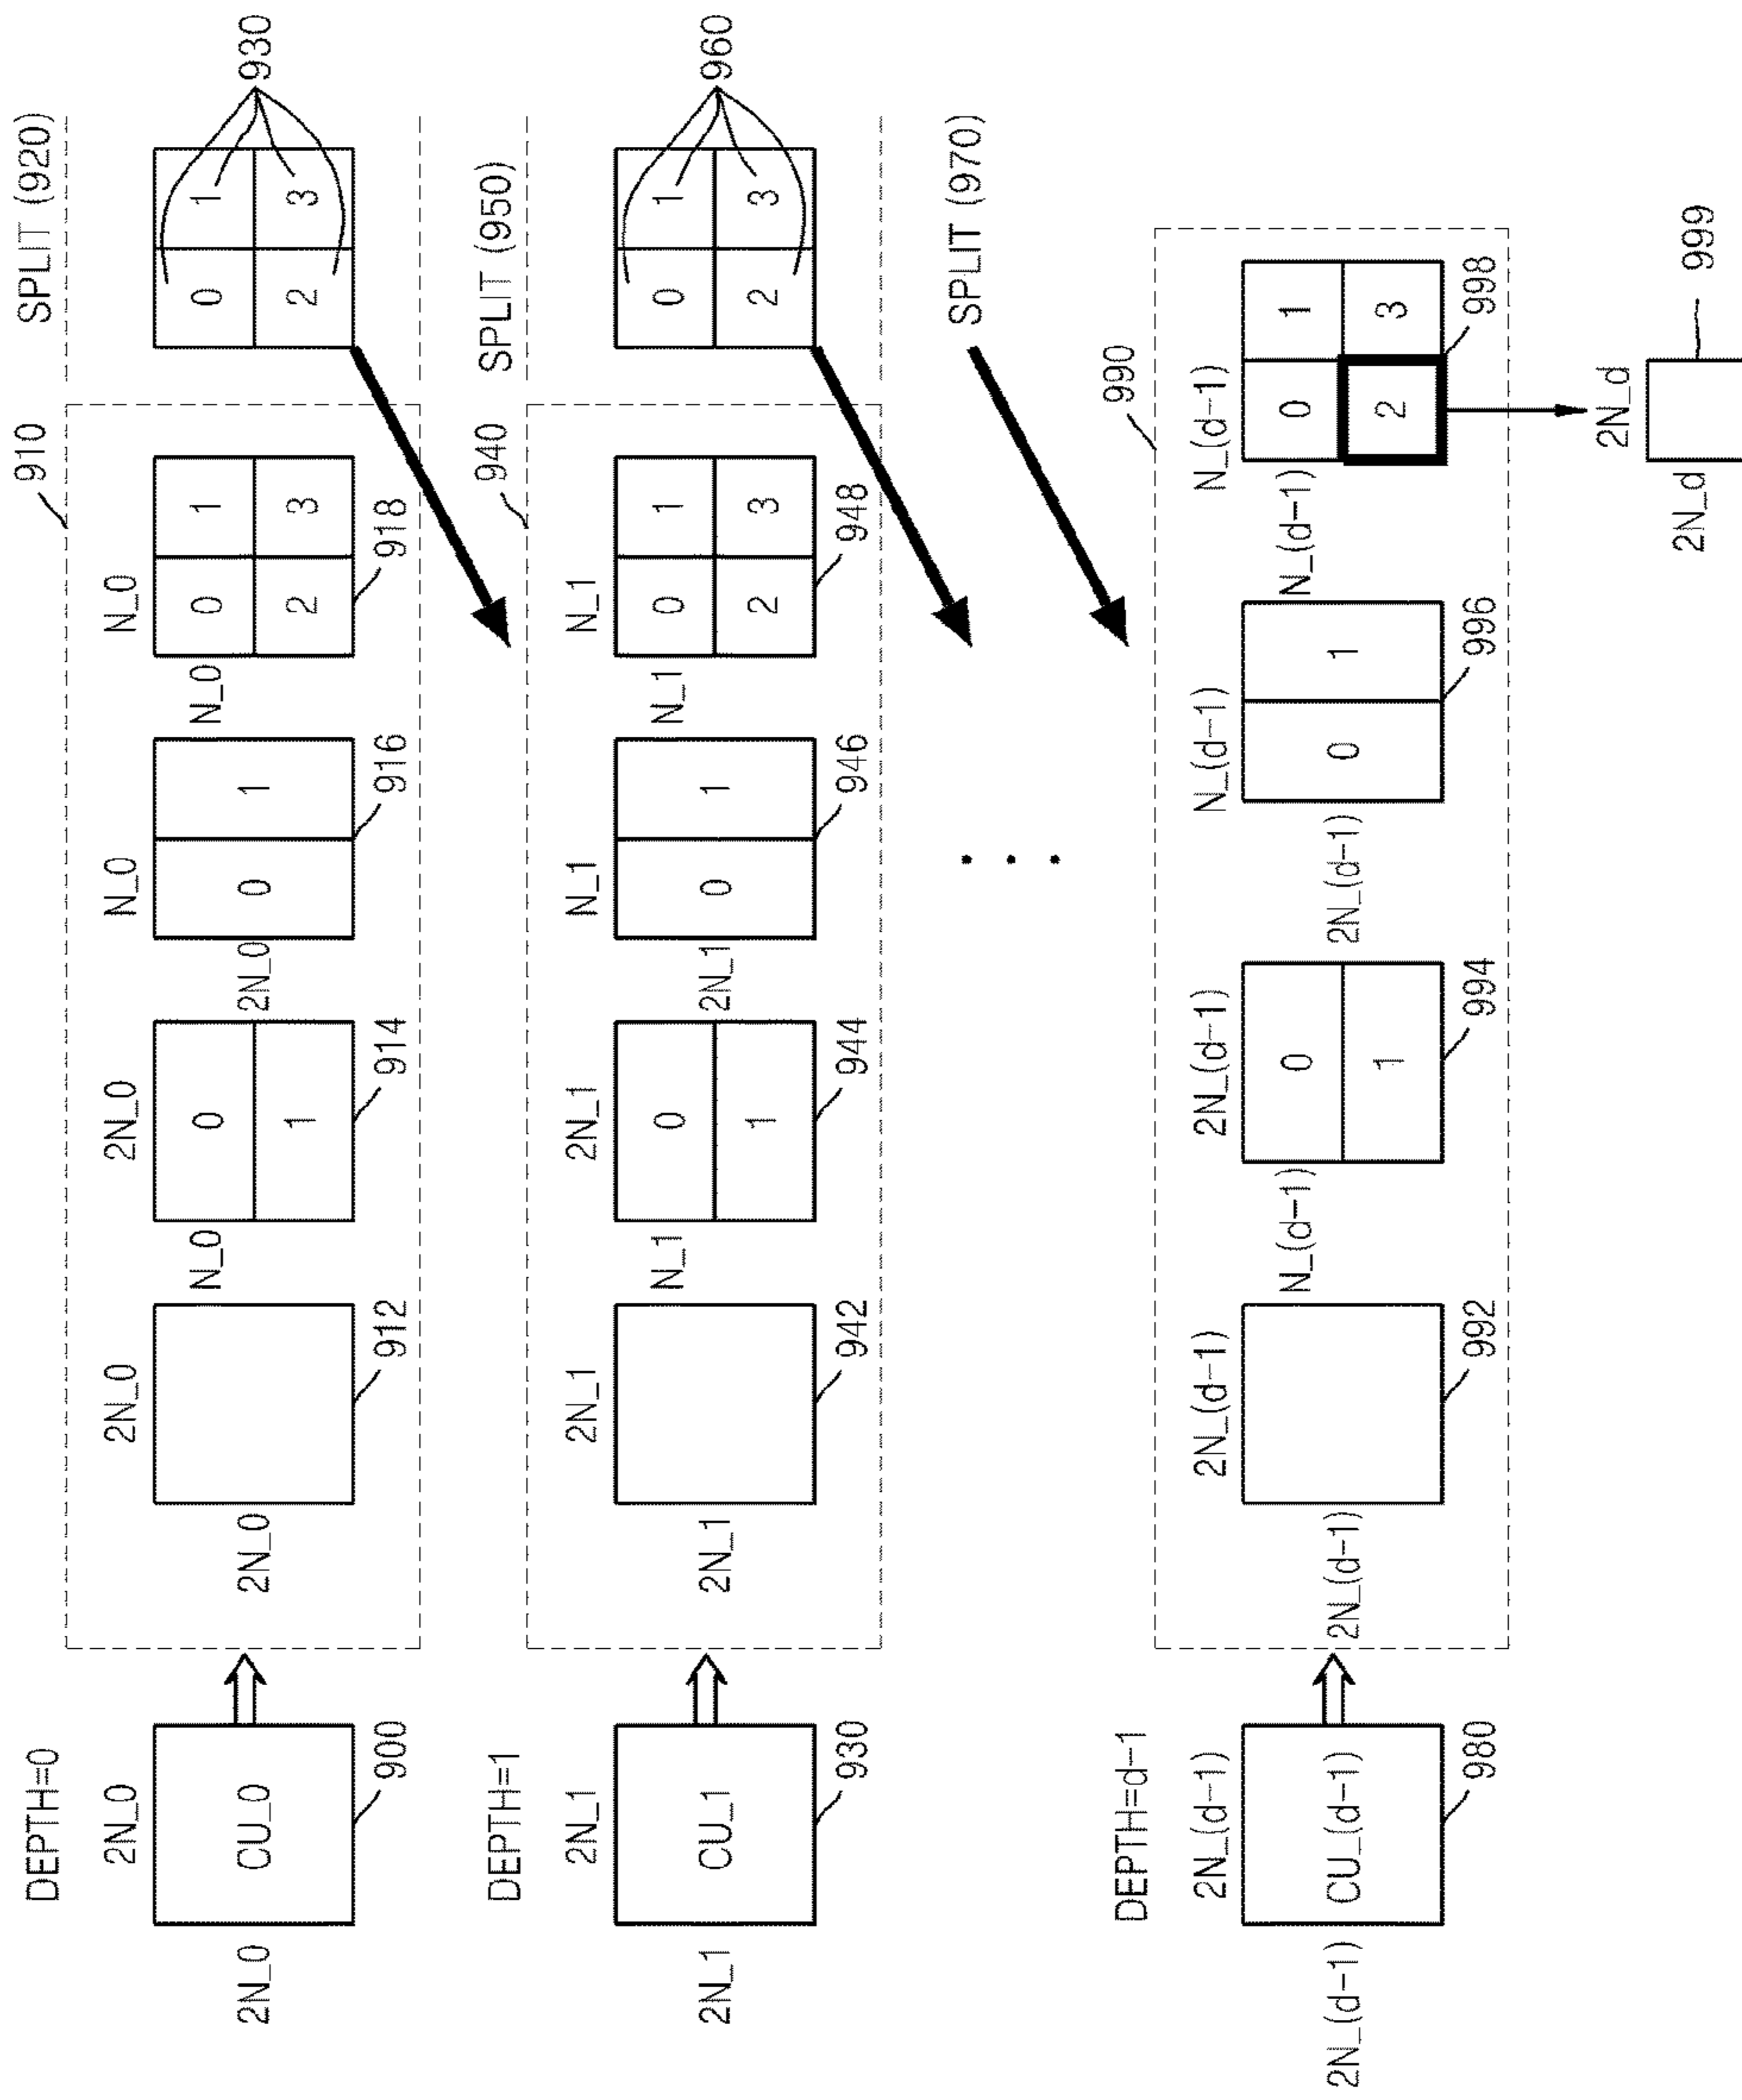 DEPTH=0
2N_0
2N_0
CU_0
900
910
2N_0
2N_0
912
2N_0
N_0
0
1
914
N_0
2N_0
0
1
916
N_0
N_0
0
1
2
3
918
SPLIT (920)
0
1
2
3
930
DEPTH=1
2N_1
2N_1
CU_1
930
940
2N_1
2N_1
942
2N_1
N_1
0
1
944
N_1
2N_1
0
1
946
N_1
N_1
0
1
2
3
948
SPLIT (950)
0
1
2
3
960
SPLIT (970)
DEPTH=d-1
2N_(d-1)
2N_(d-1)
CU_(d-1)
980
990
2N_(d-1)
2N_(d-1)
992
2N_(d-1)
N_(d-1)
0
1
994
N_(d-1)
2N_(d-1)
0
1
996
N_(d-1)
N_(d-1)
0
1
2
3
998
2N_d
2N_d
999